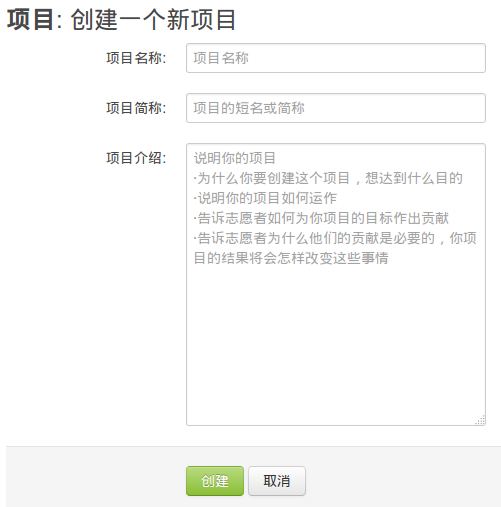 项目: 创建一个新项目
项目名称: 项目名称
项目简称: 项目的短名或简称
项目介绍: 说明你的项目
·为什么你要创建这个项目，想达到什么目的
·说明你的项目如何运作
·告诉志愿者如何为你项目的目标作出贡献
·告诉志愿者为什么他们的贡献是必要的，你项
目的结果将会怎样改变这些事情
创建 取消